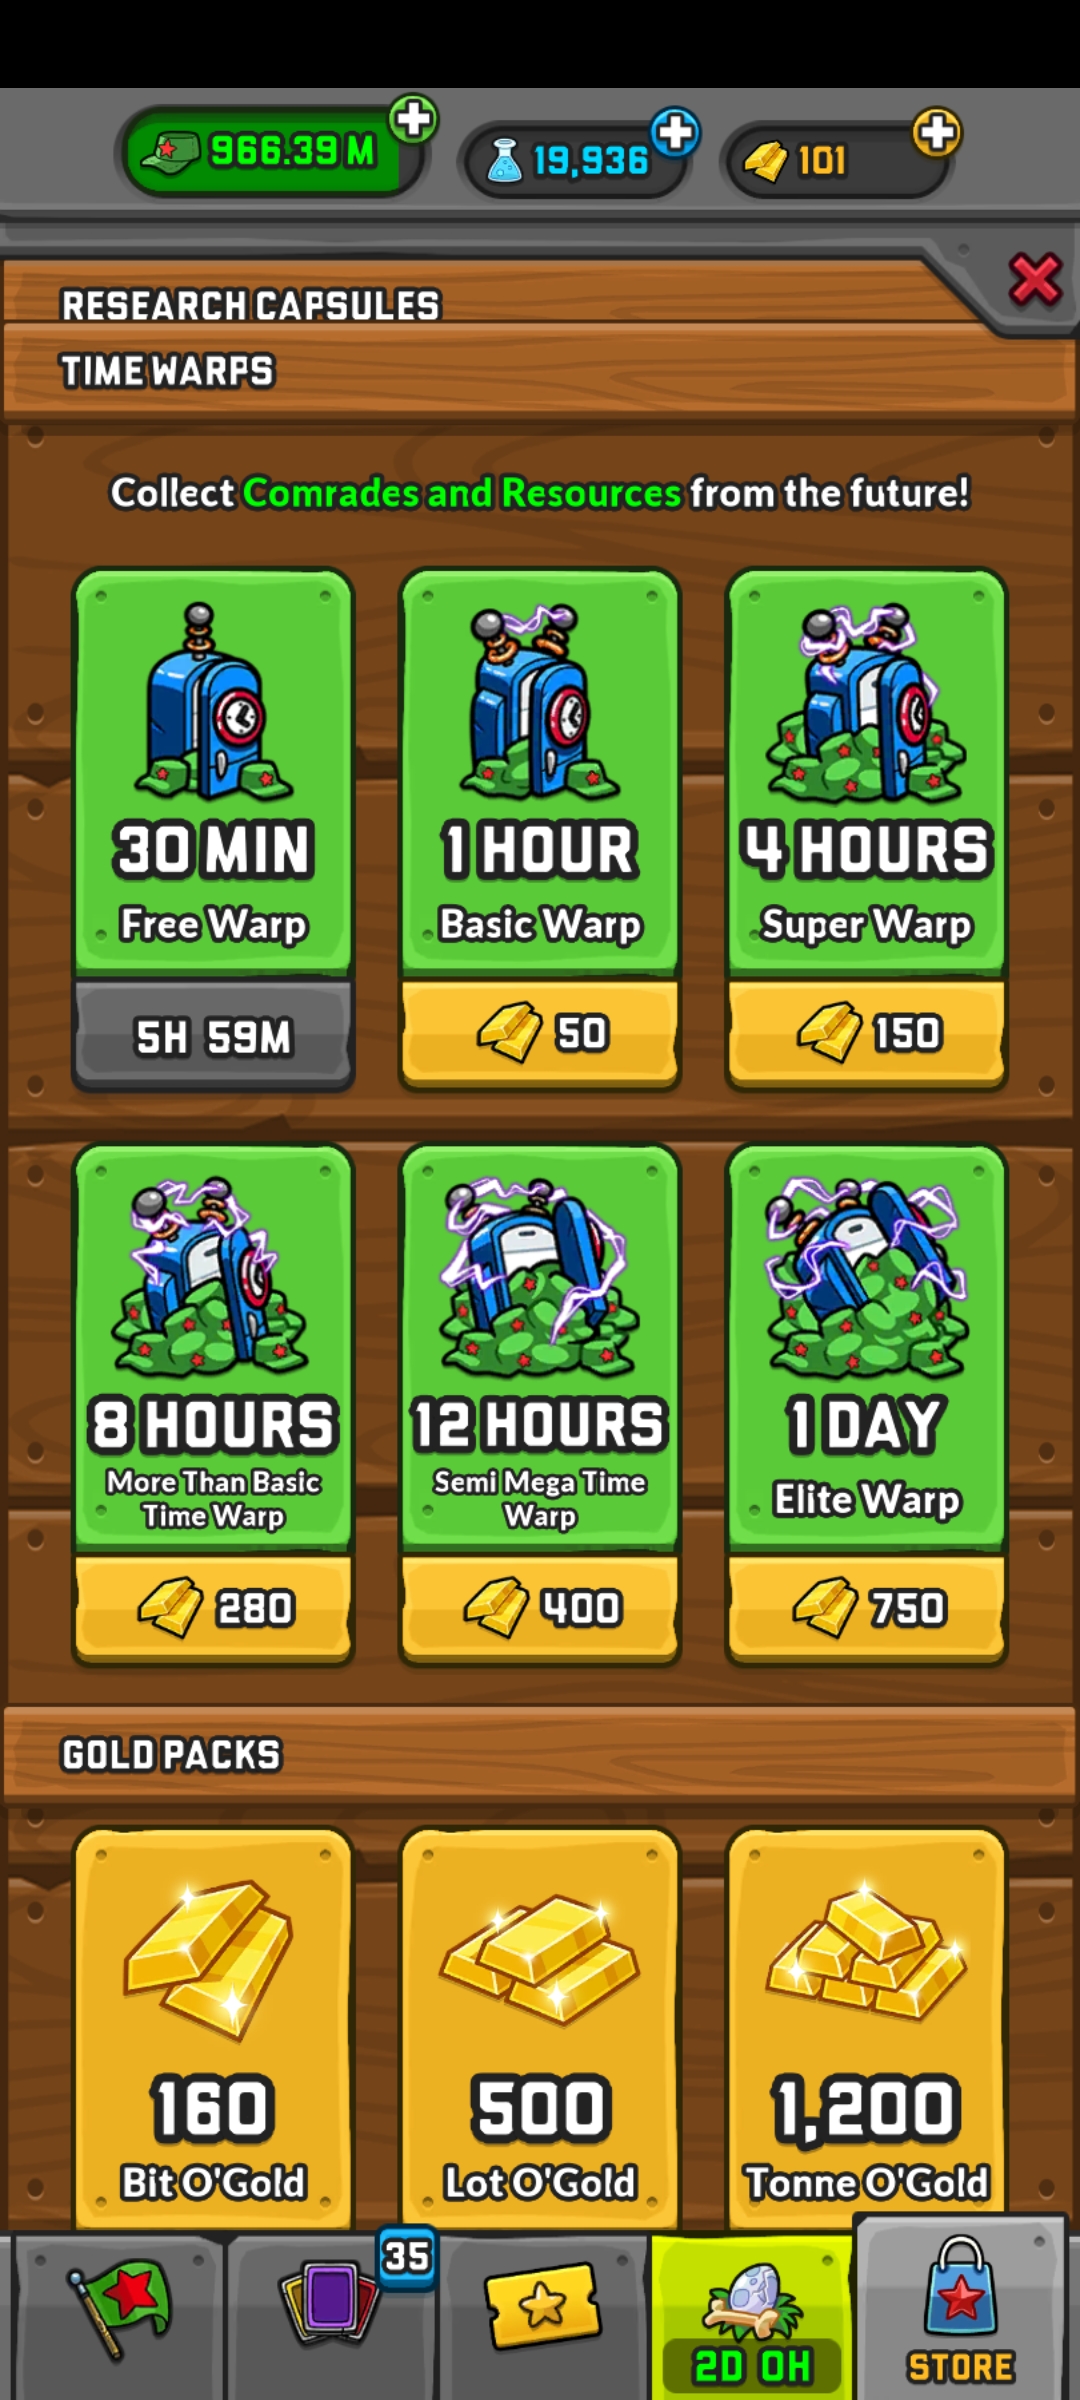 966.39M
19,936
101
RESEARCH CAPSULES
TIME WARPS
Collect Comrades and Resources from the future!
30 MIN
Free Warp
5H 59M
1 HOUR
Basic Warp
50
4 HOURS
Super Warp
150
8 HOURS
More Than Basic
Time Warp
280
12 HOURS
Semi Mega Time
Warp
400
1 DAY
Elite Warp
750
GOLD PACKS
160
Bit O'Gold
500
Lot O'Gold
1,200
Tonne O'Gold
35
2D 0H
STORE